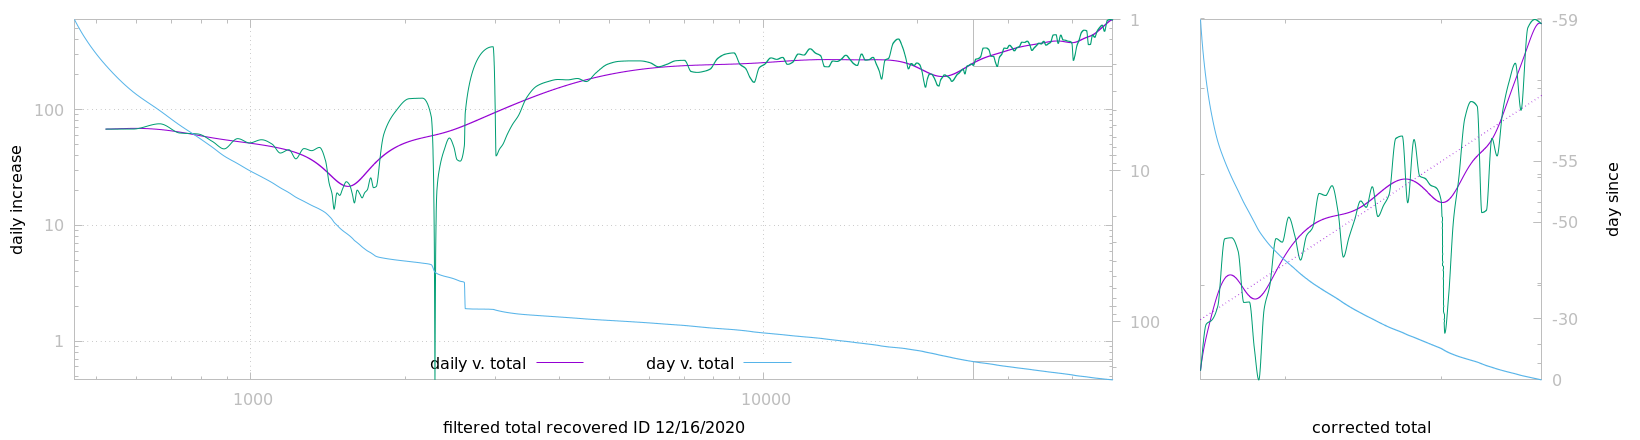 daily increase
100
10
1
1000
10000
daily v. total
day v. total
1
10
100
filtered total recovered ID 12/16/2020
-59
-55
-50
-30
0
day since
corrected total